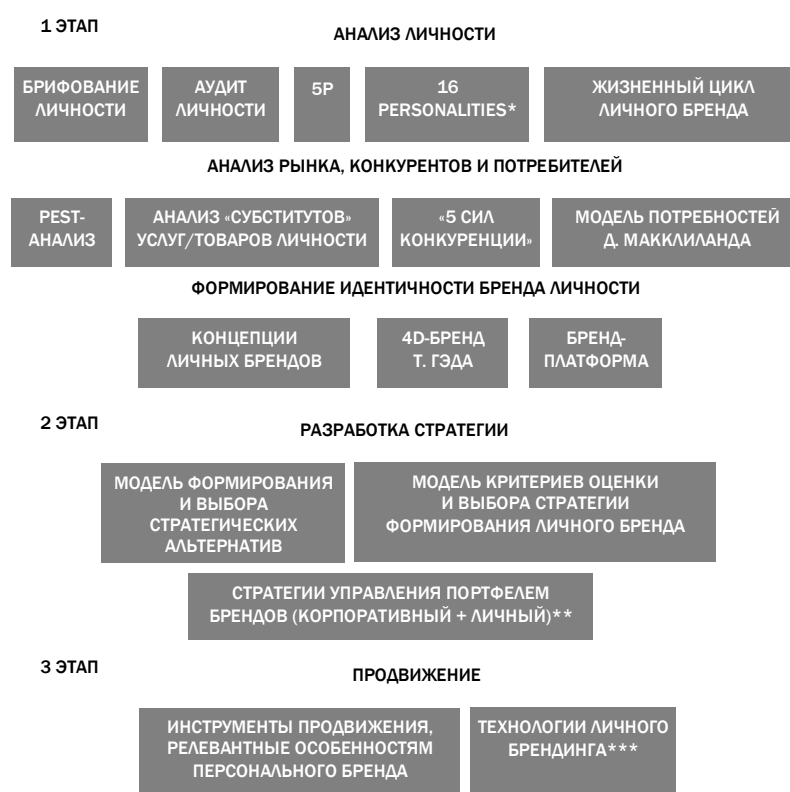 1 ЭТАП
АНАЛИЗ ЛИЧНОСТИ
БРИФОВАНИЕ
ЛИЧНОСТИ
АУДИТ
ЛИЧНОСТИ
5P
16
PERSONALITIES*
ЖИЗНЕННЫЙ ЦИКЛ
ЛИЧНОГО БРЕНДА
АНАЛИЗ РЫНКА, КОНКУРЕНТОВ И ПОТРЕБИТЕЛЕЙ
PEST-
АНАЛИЗ
АНАЛИЗ «СУБСТИТУТОВ»
УСЛУГ/ТОВАРОВ ЛИЧНОСТИ
«5 СИЛ
КОНКУРЕНЦИИ»
МОДЕЛЬ ПОТРЕБНОСТЕЙ
Д. МАККЛИЛАНДА
ФОРМИРОВАНИЕ ИДЕНТИЧНОСТИ БРЕНДА ЛИЧНОСТИ
КОНЦЕПЦИИ
ЛИЧНЫХ БРЕНДОВ
4D-БРЕНД
Т. ГЭДА
БРЕНД-
ПЛАТФОРМА
2 ЭТАП
РАЗРАБОТКА СТРАТЕГИИ
МОДЕЛЬ ФОРМИРОВАНИЯ
И ВЫБОРА
СТРАТЕГИЧЕСКИХ
АЛЬТЕРНАТИВ
МОДЕЛЬ КРИТЕРИЕВ ОЦЕНКИ
И ВЫБОРА СТРАТЕГИИ
ФОРМИРОВАНИЯ ЛИЧНОГО БРЕНДА
СТРАТЕГИИ УПРАВЛЕНИЯ ПОРТФЕЛЕМ
БРЕНДОВ (КОРПОРАТИВНЫЙ + ЛИЧНЫЙ)**
3 ЭТАП
ПРОДВИЖЕНИЕ
ИНСТРУМЕНТЫ ПРОДВИЖЕНИЯ,
РЕЛЕВАНТНЫЕ ОСОБЕННОСТЯМ
ПЕРСОНАЛЬНОГО БРЕНДА
ТЕХНОЛОГИИ ЛИЧНОГО
БРЕНДИНГА***